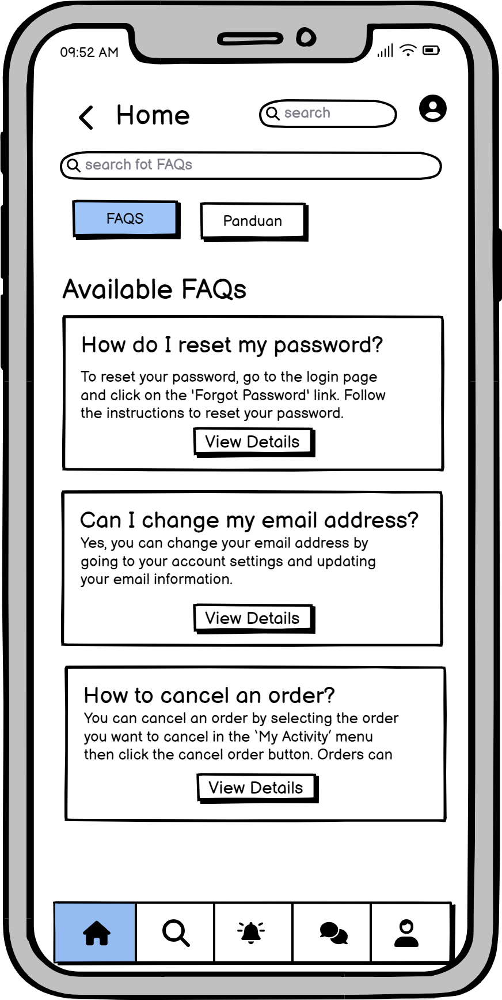 09:52 AM
Home
search
search fot FAQs
FAQS
Panduan
Available FAQs
How do I reset my password?
To reset your password, go to the login page
and click on the 'Forgot Password' link. Follow
the instructions to reset your password.
View Details
Can I change my email address?
Yes, you can change your email address by
going to your account settings and updating
your email information.
View Details
How to cancel an order?
You can cancel an order by selecting the order
you want to cancel in the ‘My Activity’ menu
then click the cancel order button. Orders can
View Details